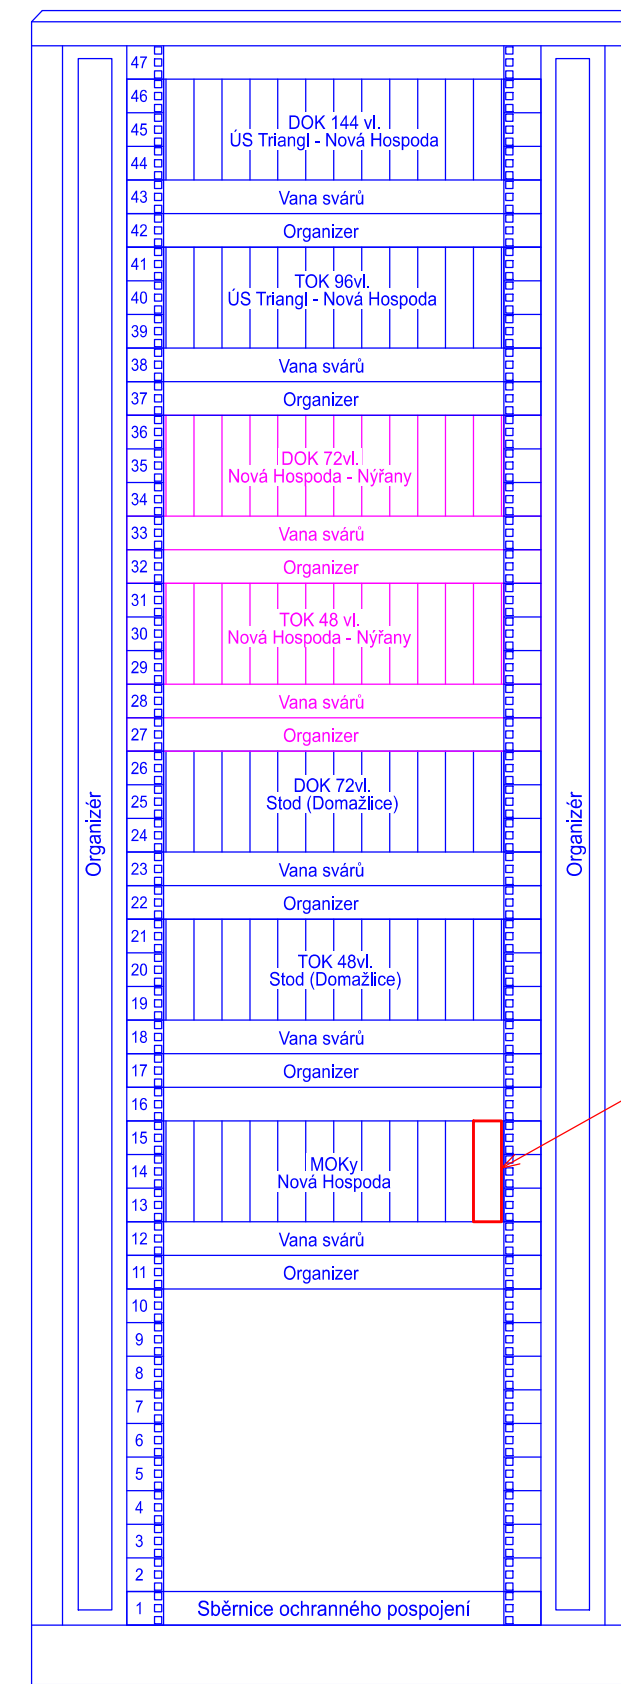 47
46
45
DOK 144 vl.
ÚS Triangl - Nová Hospoda
44
43
Vana svárů
42
Organizer
41
40
TOK 96vl.
ÚS Triangl - Nová Hospoda
39
38
Vana svárů
37
Organizer
36
35
DOK 72vl.
Nová Hospoda - Nýřany
34
33
Vana svárů
32
Organizer
31
30
TOK 48 vl.
Nová Hospoda - Nýřany
29
28
Vana svárů
27
Organizer
26
25
DOK 72vl.
Stod (Domažlice)
24
23
Vana svárů
22
Organizer
21
20
TOK 48vl.
Stod (Domažlice)
19
18
Vana svárů
17
Organizer
16
15
14
MOKy
Nová Hospoda
13
12
Vana svárů
11
Organizer
10
9
8
7
6
5
4
3
2
1
Sběrnice ochranného pospojení
Organizér
Organizér